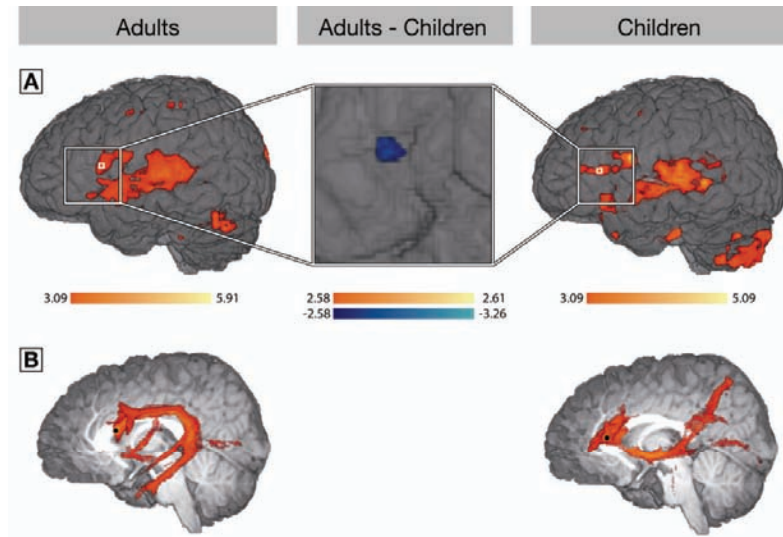 Adults
Adults - Children
Children
A
3.09 5.91
2.58 2.61
-2.58 -3.26
3.09 5.09
B